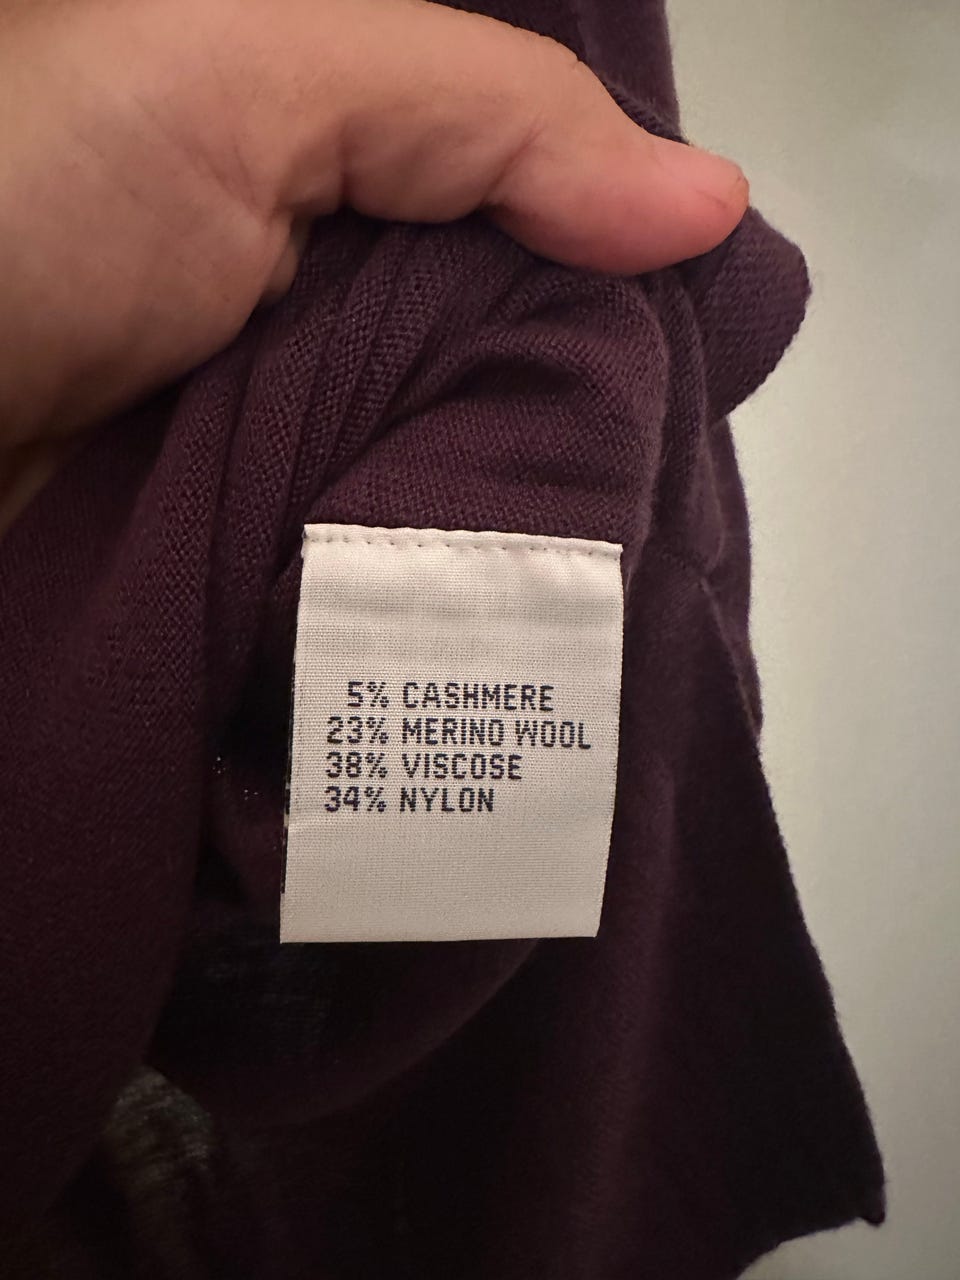 5% CASHMERE
23% MERINO WOOL
38% VISCOSE
34% NYLON